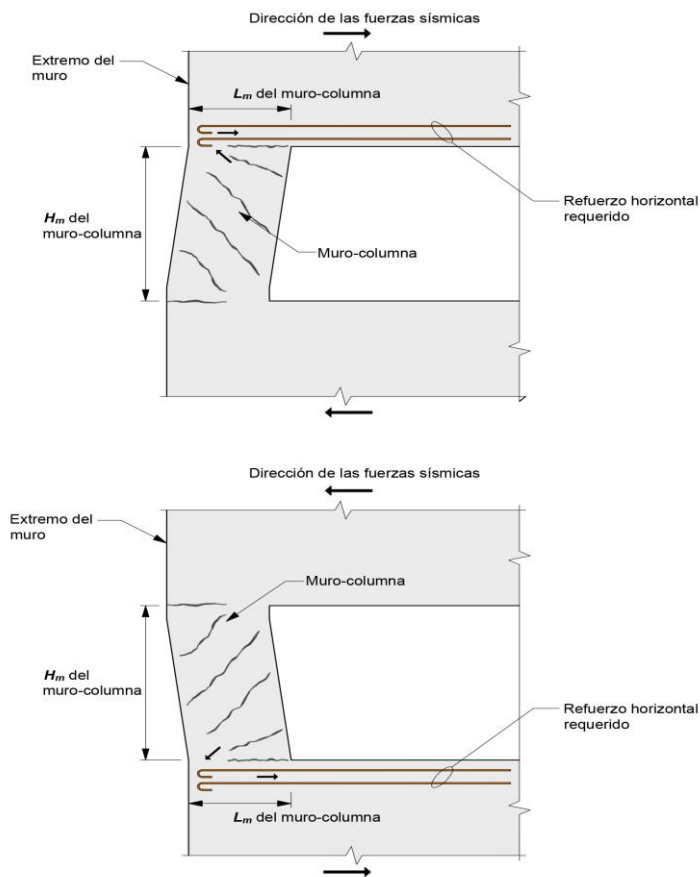 Dirección de las fuerzas sísmicas
Extremo del
muro
Lm del muro-columna
Hm del
muro-columna
Refuerzo horizontal
requerido
Muro-columna
Dirección de las fuerzas sísmicas
Extremo del
muro
Muro-columna
Hm del
muro-columna
Refuerzo horizontal
requerido
Lm del muro-columna